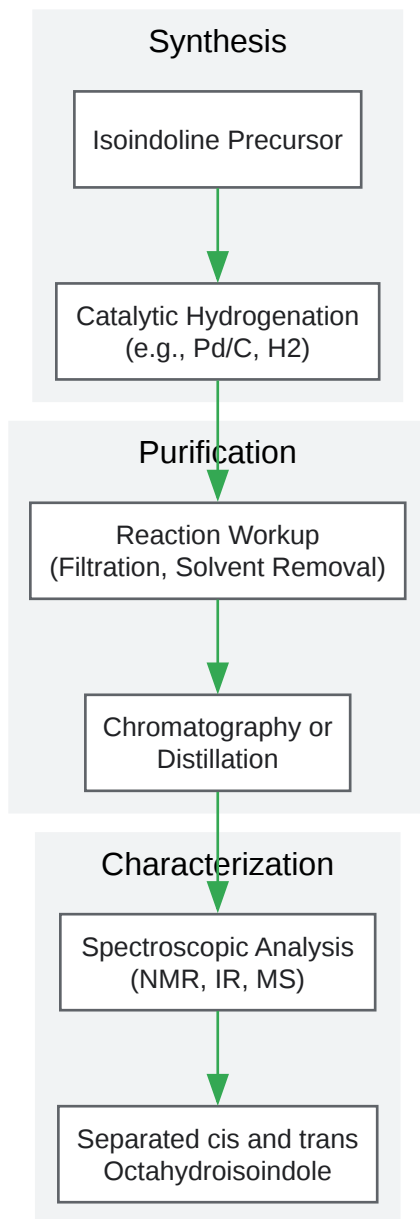 Synthesis
Isoindoline Precursor
Catalytic Hydrogenation
(e.g., Pd/C, H2)
Purification
Reaction Workup
(Filtration, Solvent Removal)
Chromatography or
Distillation
Characterization
Spectroscopic Analysis
(NMR, IR, MS)
Separated cis and trans
Octahydroisoindole